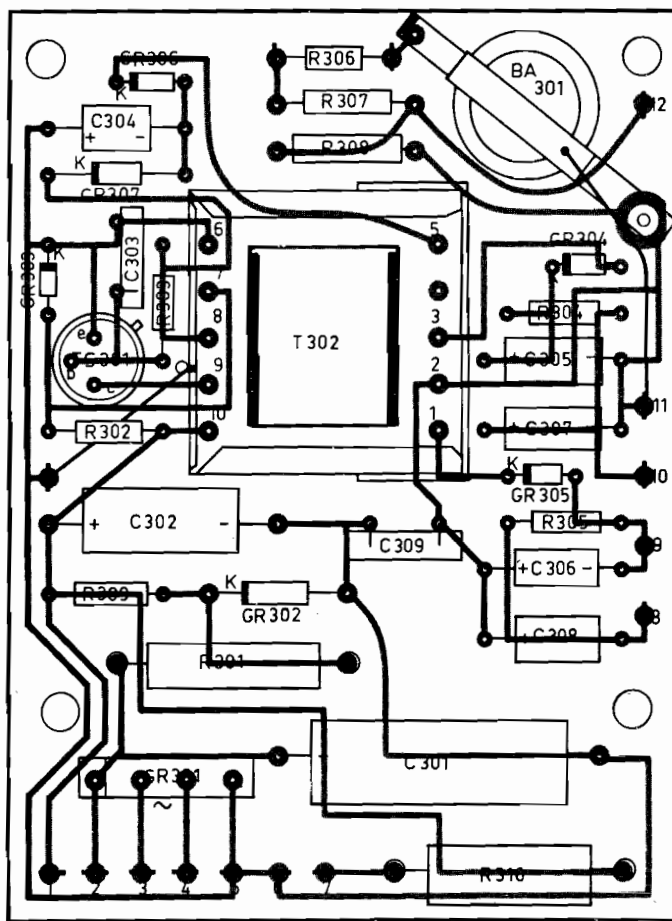 GR306
R306
BA
301
K
R307
12
C304
+
-
R308
K
GR307
6
5
GR304
K
C303
7
K
GR303
R303
R304
8
3
T302
e
b
c
9
2
+
C305
-
10
1
11
R302
+
C307
-
K
10
GR305
+
C302
-
R305
C309
9
+
C306
-
R309
K
GR302
8
+
C308
R301
C301
GR301
~
1
2
3
4
5
6
7
R310